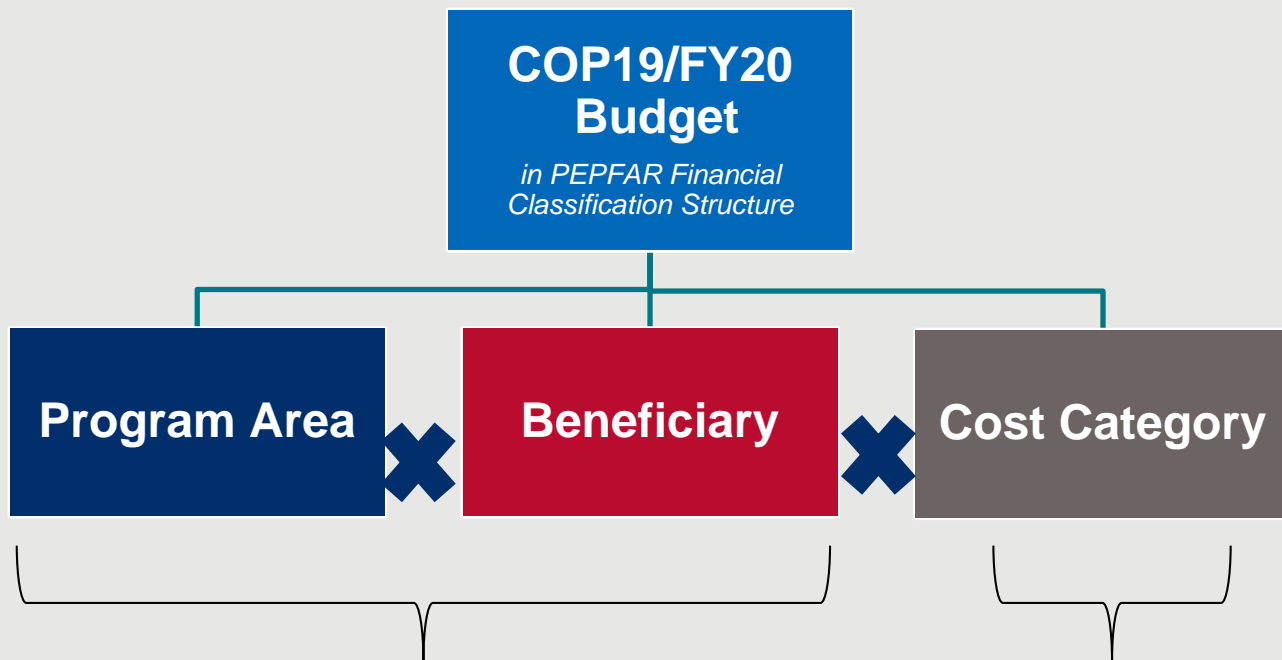 COP19/FY20
Budget
in PEPFAR Financial
Classification Structure
Program Area
Beneficiary
Cost Category